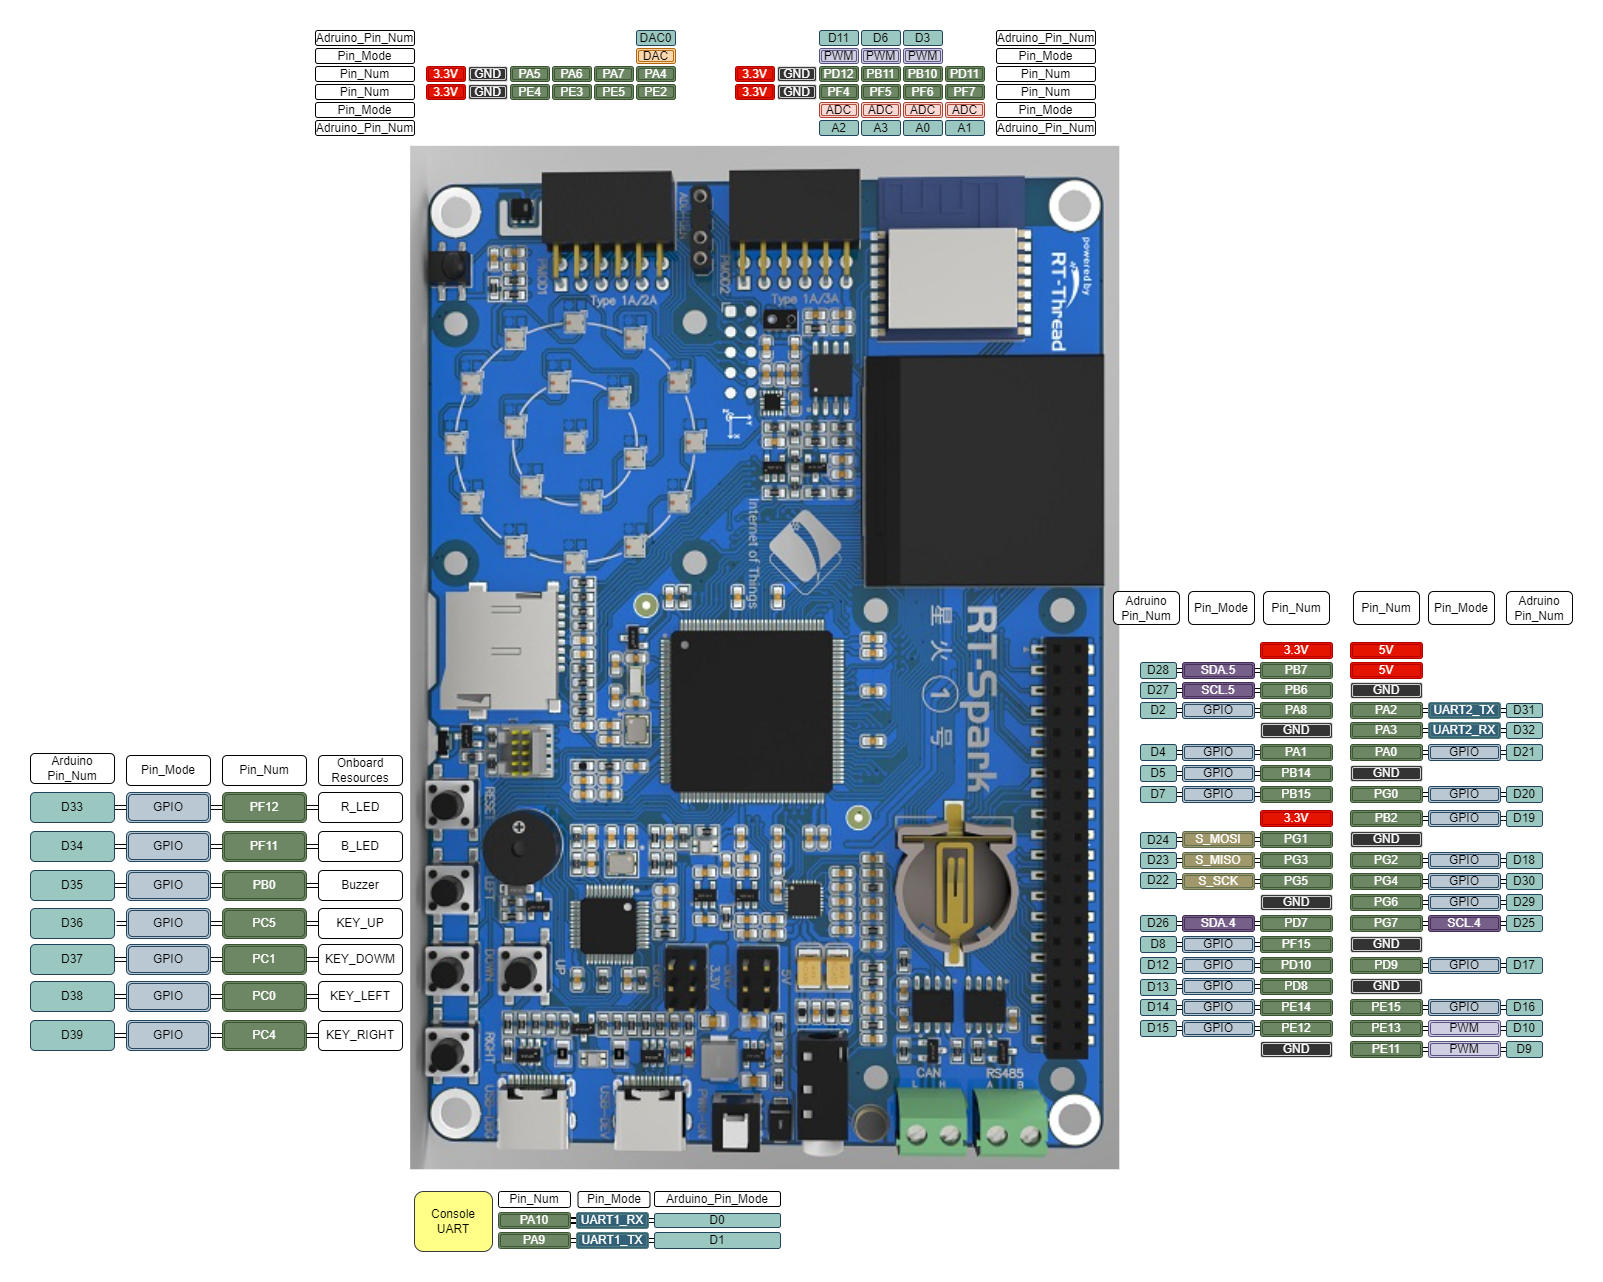 Adruino_Pin_Num DAC0 D11 D6 D3 Adruino_Pin_Num
Pin_Mode DAC PWM PWM PWM Pin_Mode
Pin_Num 3.3V GND PA5 PA6 PA7 PA4 3.3V GND PD12 PB11 PB10 PD11 Pin_Num
Pin_Num 3.3V GND PE4 PE3 PE5 PE2 3.3V GND PF4 PF5 PF6 PF7 Pin_Num
Pin_Mode ADC ADC ADC ADC Pin_Mode
Adruino_Pin_Num A2 A3 A0 A1 Adruino_Pin_Num
PMOD1
Type 1A/2A
PMOD2
Type 1A/3A
powered by
RT-Thread
Internet of Things
RT-Spark
星火 1 号
RESET
LEFT
DOWN
UP
RIGHT
3.3V
5V
USB-DBG
USB-DEV
CAN
L H
RS485
A B
Adruino Pin_Num Pin_Mode Pin_Num Pin_Num Pin_Mode Adruino Pin_Num
3.3V 5V
D28 SDA.5 PB7 5V
D27 SCL.5 PB6 GND
D2 GPIO PA8 PA2 UART2_TX D31
GND PA3 UART2_RX D32
D4 GPIO PA1 PA0 GPIO D21
D5 GPIO PB14 GND
D7 GPIO PB15 PG0 GPIO D20
3.3V PB2 GPIO D19
D24 S_MOSI PG1 GND
D23 S_MISO PG3 PG2 GPIO D18
D22 S_SCK PG5 PG4 GPIO D30
GND PG6 GPIO D29
D26 SDA.4 PD7 PG7 SCL.4 D25
D8 GPIO PF15 GND
D12 GPIO PD10 PD9 GPIO D17
D13 GPIO PD8 GND
D14 GPIO PE14 PE15 GPIO D16
D15 GPIO PE12 PE13 PWM D10
GND PE11 PWM D9
Arduino Pin_Num Pin_Mode Pin_Num Onboard Resources
D33 GPIO PF12 R_LED
D34 GPIO PF11 B_LED
D35 GPIO PB0 Buzzer
D36 GPIO PC5 KEY_UP
D37 GPIO PC1 KEY_DOWM
D38 GPIO PC0 KEY_LEFT
D39 GPIO PC4 KEY_RIGHT
Console UART
Pin_Num Pin_Mode Arduino_Pin_Mode
PA10 UART1_RX D0
PA9 UART1_TX D1